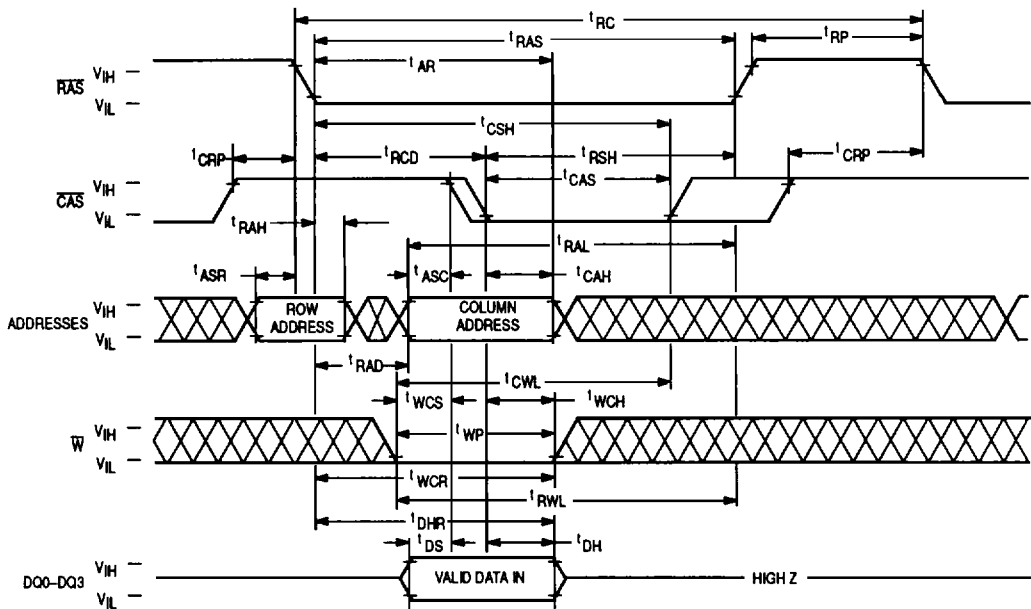 tRC
tRAS
tRP
tAR
RAS
VIH
VIL
tCSH
tCRP
tRCD
tRSH
tCRP
CAS
VIH
VIL
tCAS
tRAH
tRAL
tASR
tASC
tCAH
ADDRESSES
VIH
VIL
ROW
ADDRESS
COLUMN
ADDRESS
tRAD
tCWL
tWCS
tWCH
W
VIH
VIL
tWP
tWCR
tRWL
tDHR
tDS
tDH
DQ0–DQ3
VIH
VIL
VALID DATA IN
HIGH Z